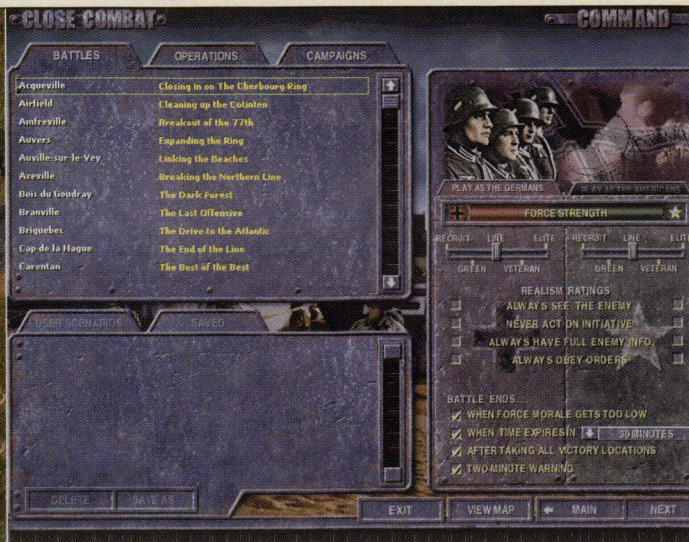 CLOSE COMBAT
COMMAND
BATTLES
OPERATIONS
CAMPAIGNS
Acqueville Closing in on The Cherbourg Ring
Airfield Cleaning up the Cotinten
Amfreville Breakout of the 77th
Auvers Expanding the Ring
Auville-sur-le-Vey Linking the Beaches
Azeville Breaking the Northern Line
Bois du Goudray The Dark Forest
Branville The Last Offensive
Briquebec The Drive to the Atlantic
Cap de la Hague The End of the Line
Carentan The Best of the Best
USER SCENARIOS
SAVED
DELETE
SAVE AS
PLAY AS THE GERMANS
PLAY AS THE AMERICANS
FORCE STRENGTH
RECRUIT LINE ELITE
GREEN VETERAN
RECRUIT LINE ELITE
GREEN VETERAN
REALISM RATINGS
ALWAYS SEE THE ENEMY
NEVER ACT ON INITIATIVE
ALWAYS HAVE FULL ENEMY INFO.
ALWAYS OBEY ORDERS
BATTLE ENDS...
WHEN FORCE MORALE GETS TOO LOW
WHEN TIME EXPIRES IN 30 MINUTES
AFTER TAKING ALL VICTORY LOCATIONS
TWO-MINUTE WARNING
EXIT
VIEW MAP
MAIN
NEXT